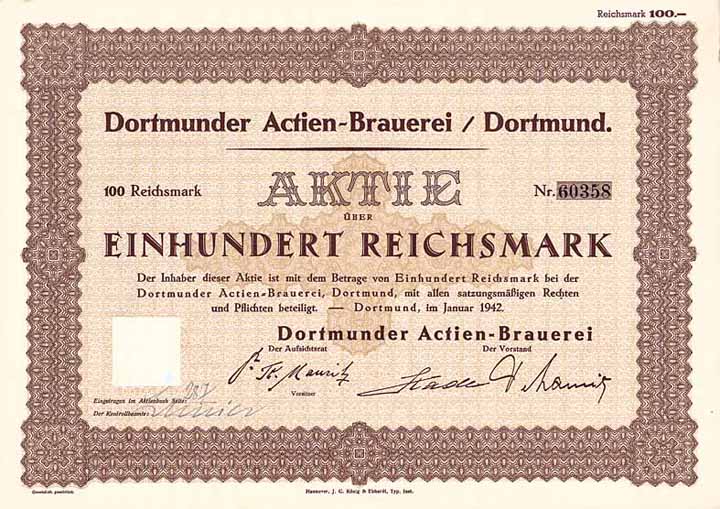 Reichsmark 100.—
Dortmunder Actien-Brauerei / Dortmund.
100 Reichsmark AKTIE Nr. 60358
ÜBER
EINHUNDERT REICHSMARK
Der Inhaber dieser Aktie ist mit dem Betrage von Einhundert Reichsmark bei der
Dortmunder Actien-Brauerei, Dortmund, mit allen satzungsmäßigen Rechten
und Pflichten beteiligt. — Dortmund, im Januar 1942.
Dortmunder Actien-Brauerei
Der Aufsichtsrat Der Vorstand
Vorsitzer
Eingetragen im Aktienbuch Seite:
Der Kontrollbeamte:
Hannover, J. C. König & Ebhardt, Typ. Inst.